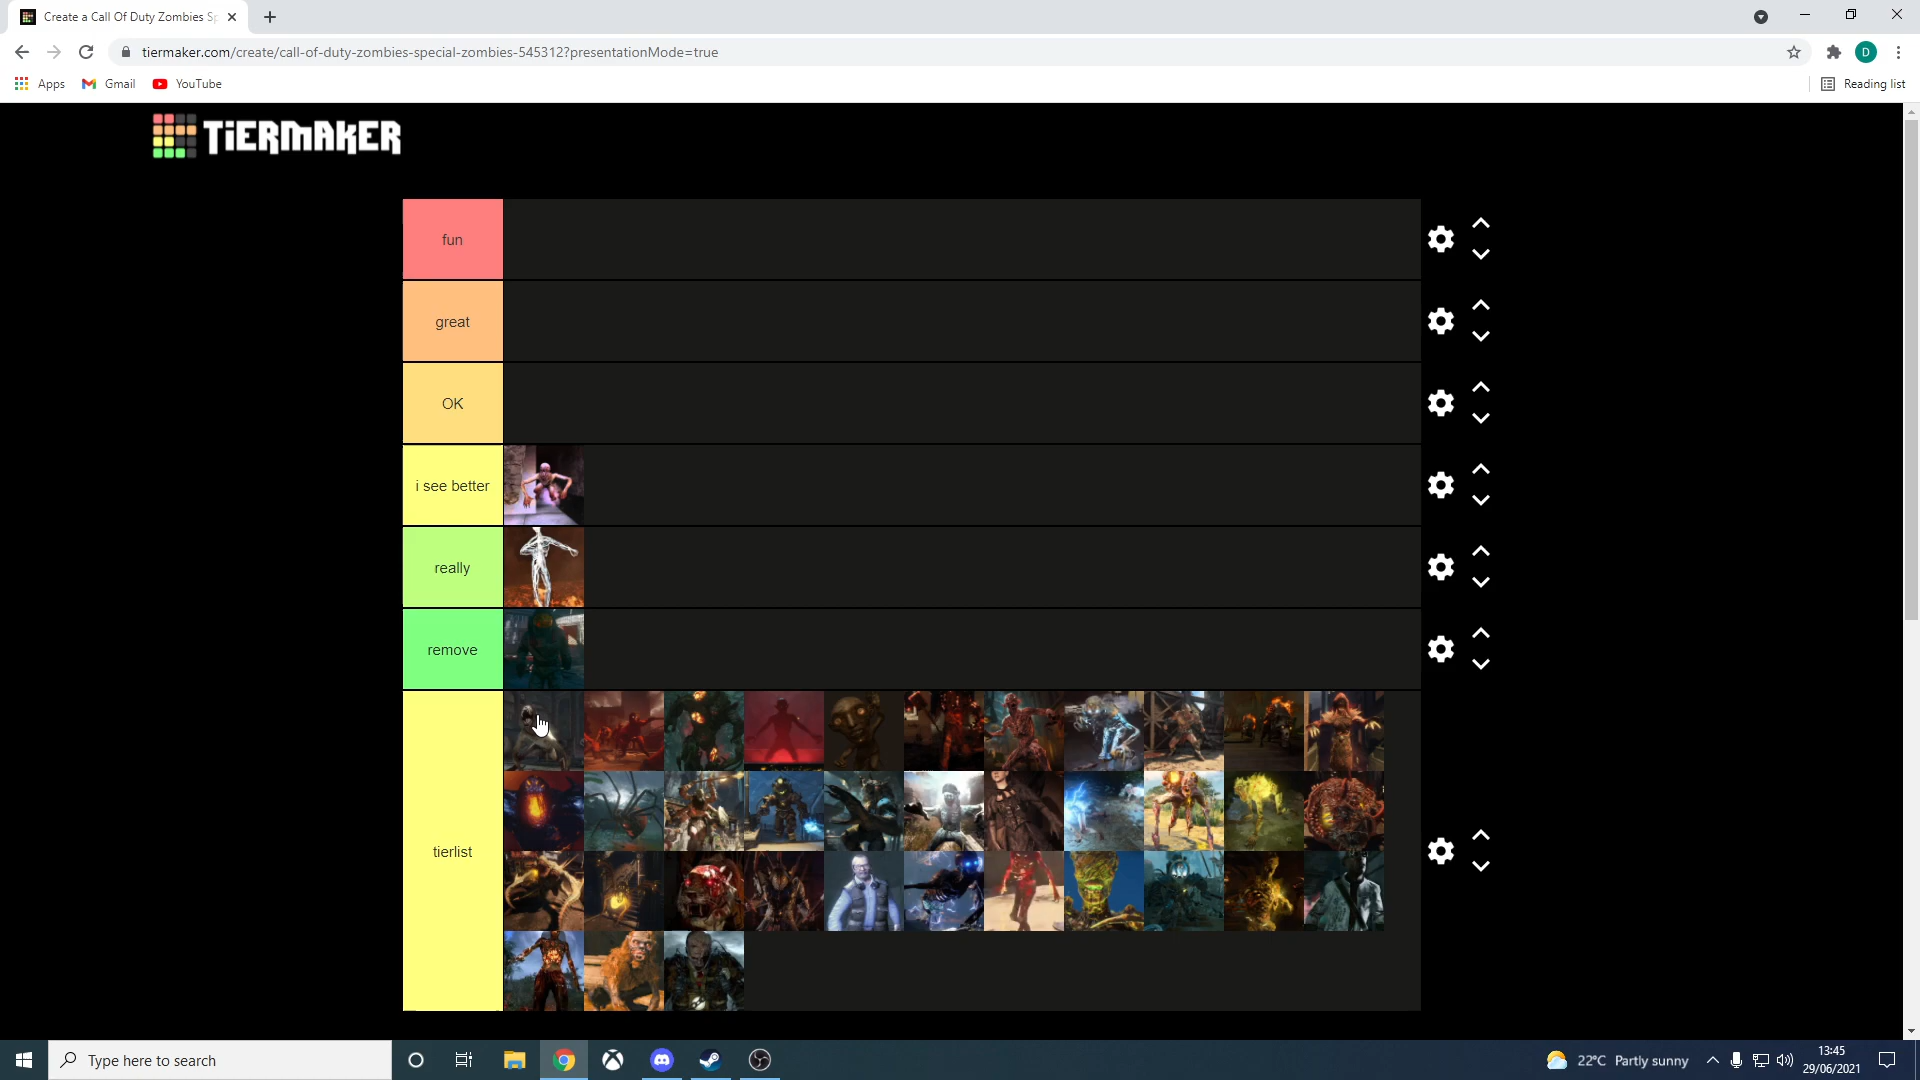 Create a Call Of Duty Zombies Sp
tiermaker.com/create/call-of-duty-zombies-special-zombies-545312?presentationMode=true
D
Apps
Gmail
YouTube
Reading list
TiERMAKER
fun
great
OK
i see better
really
remove
tierlist
Type here to search
22°C Partly sunny
13:45
29/06/2021